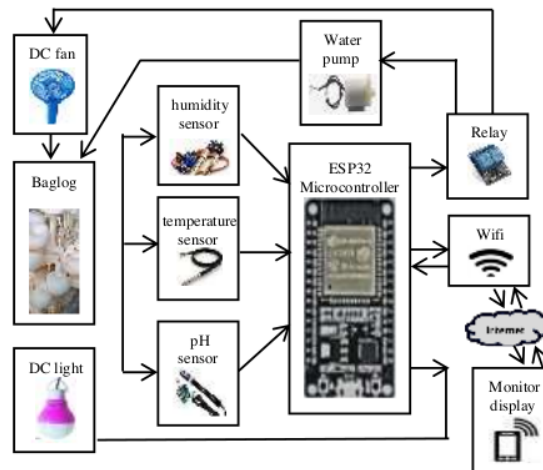 DC fan
Water
pump
humidity
sensor
Relay
ESP32
Microcontroller
Baglog
temperature
sensor
Wifi
Internet
pH
sensor
DC light
Monitor
display